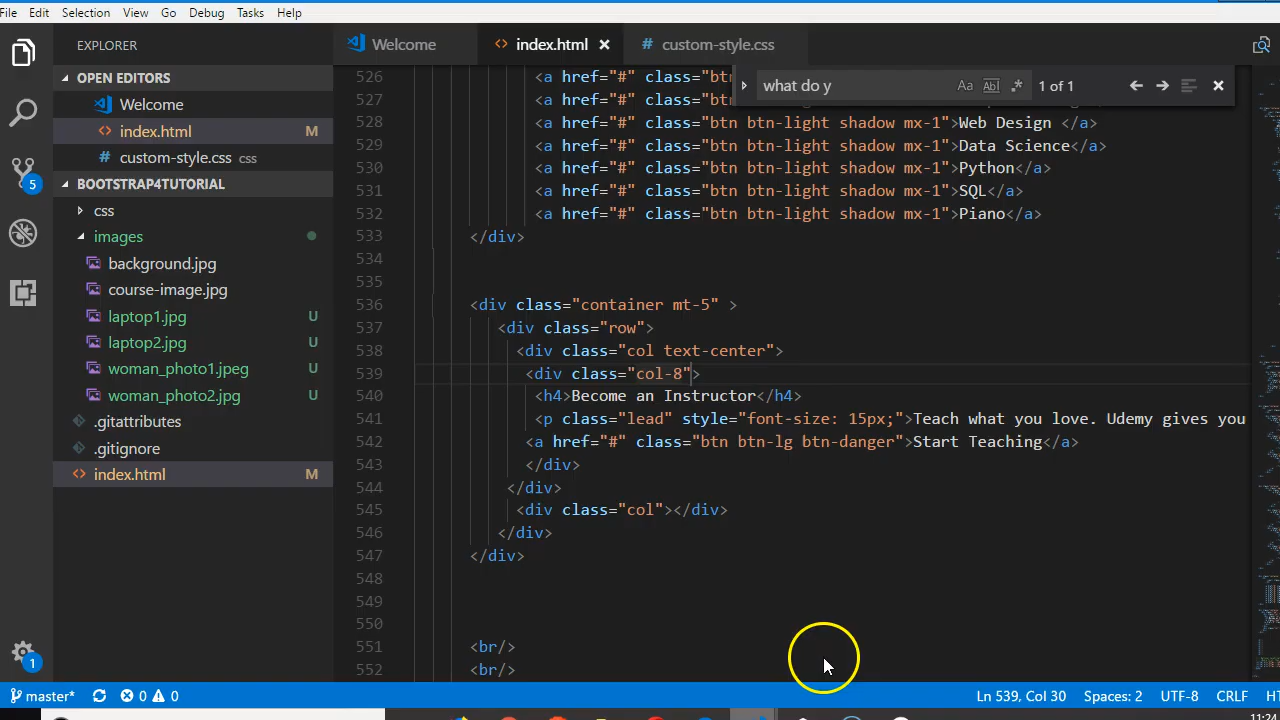 File Edit Selection View Go Debug Tasks Help
EXPLORER
OPEN EDITORS
Welcome
index.html M
custom-style.css css
BOOTSTRAP4TUTORIAL
css
images
background.jpg
course-image.jpg
laptop1.jpg U
laptop2.jpg U
woman_photo1.jpeg U
woman_photo2.jpg U
.gitattributes
.gitignore
index.html M
5
1
Welcome index.html custom-style.css
what do y Aa Abl .* 1 of 1
526 <a href="#" class="btn
527 <a href="#" class="btn
528 <a href="#" class="btn btn-light shadow mx-1">Web Design </a>
529 <a href="#" class="btn btn-light shadow mx-1">Data Science</a>
530 <a href="#" class="btn btn-light shadow mx-1">Python</a>
531 <a href="#" class="btn btn-light shadow mx-1">SQL</a>
532 <a href="#" class="btn btn-light shadow mx-1">Piano</a>
533 </div>
534
535
536 <div class="container mt-5" >
537 <div class="row">
538 <div class="col text-center">
539 <div class="col-8">
540 <h4>Become an Instructor</h4>
541 <p class="lead" style="font-size: 15px;">Teach what you love. Udemy gives you
542 <a href="#" class="btn btn-lg btn-danger">Start Teaching</a>
543 </div>
544 </div>
545 <div class="col"></div>
546 </div>
547 </div>
548
549
550
551 <br/>
552 <br/>
master* 0 0 Ln 539, Col 30 Spaces: 2 UTF-8 CRLF HT
11:24